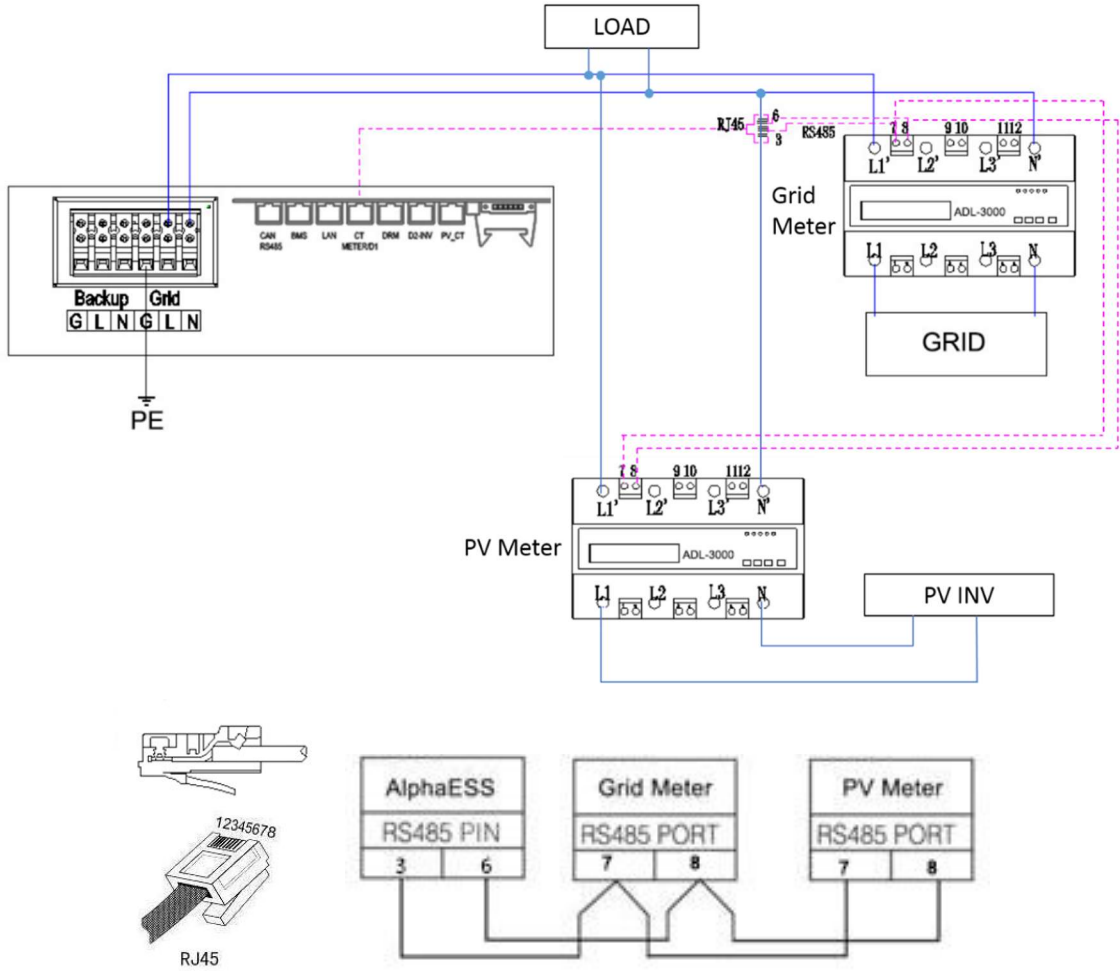 LOAD
RJ45
6
3
RS485
7 8
9 10
11 12
L1'
L2'
L3'
N'
Grid
Meter
ADL-3000
L1
L2
L3
N
GRID
CAN
RS485
BMS
LAN
CT
METER/D1
DRM
D2-INV
PV_CT
Backup Grid
G L N G L N
PE
7 8
9 10
11 12
L1'
L2'
L3'
N'
PV Meter
ADL-3000
L1
L2
L3
N
PV INV
12345678
RJ45
AlphaESS
RS485 PIN
3 6
Grid Meter
RS485 PORT
7 8
PV Meter
RS485 PORT
7 8